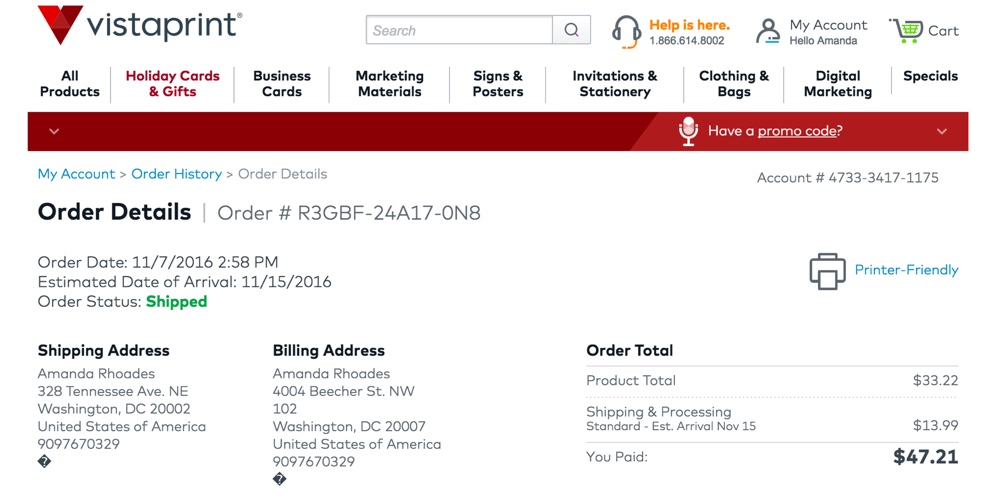 vistaprint®
Search
Help is here.
1.866.614.8002
My Account
Hello Amanda
Cart
All Products
Holiday Cards & Gifts
Business Cards
Marketing Materials
Signs & Posters
Invitations & Stationery
Clothing & Bags
Digital Marketing
Specials
Have a promo code?
My Account > Order History > Order Details
Account # 4733-3417-1175
Order Details | Order # R3GBF-24A17-0N8
Order Date: 11/7/2016 2:58 PM
Estimated Date of Arrival: 11/15/2016
Order Status: Shipped
Printer-Friendly
Shipping Address
Amanda Rhoades
328 Tennessee Ave. NE
Washington, DC 20002
United States of America
9097670329
�
Billing Address
Amanda Rhoades
4004 Beecher St. NW
102
Washington, DC 20007
United States of America
9097670329
�
Order Total
Product Total $33.22
Shipping & Processing
Standard - Est. Arrival Nov 15 $13.99
You Paid: $47.21